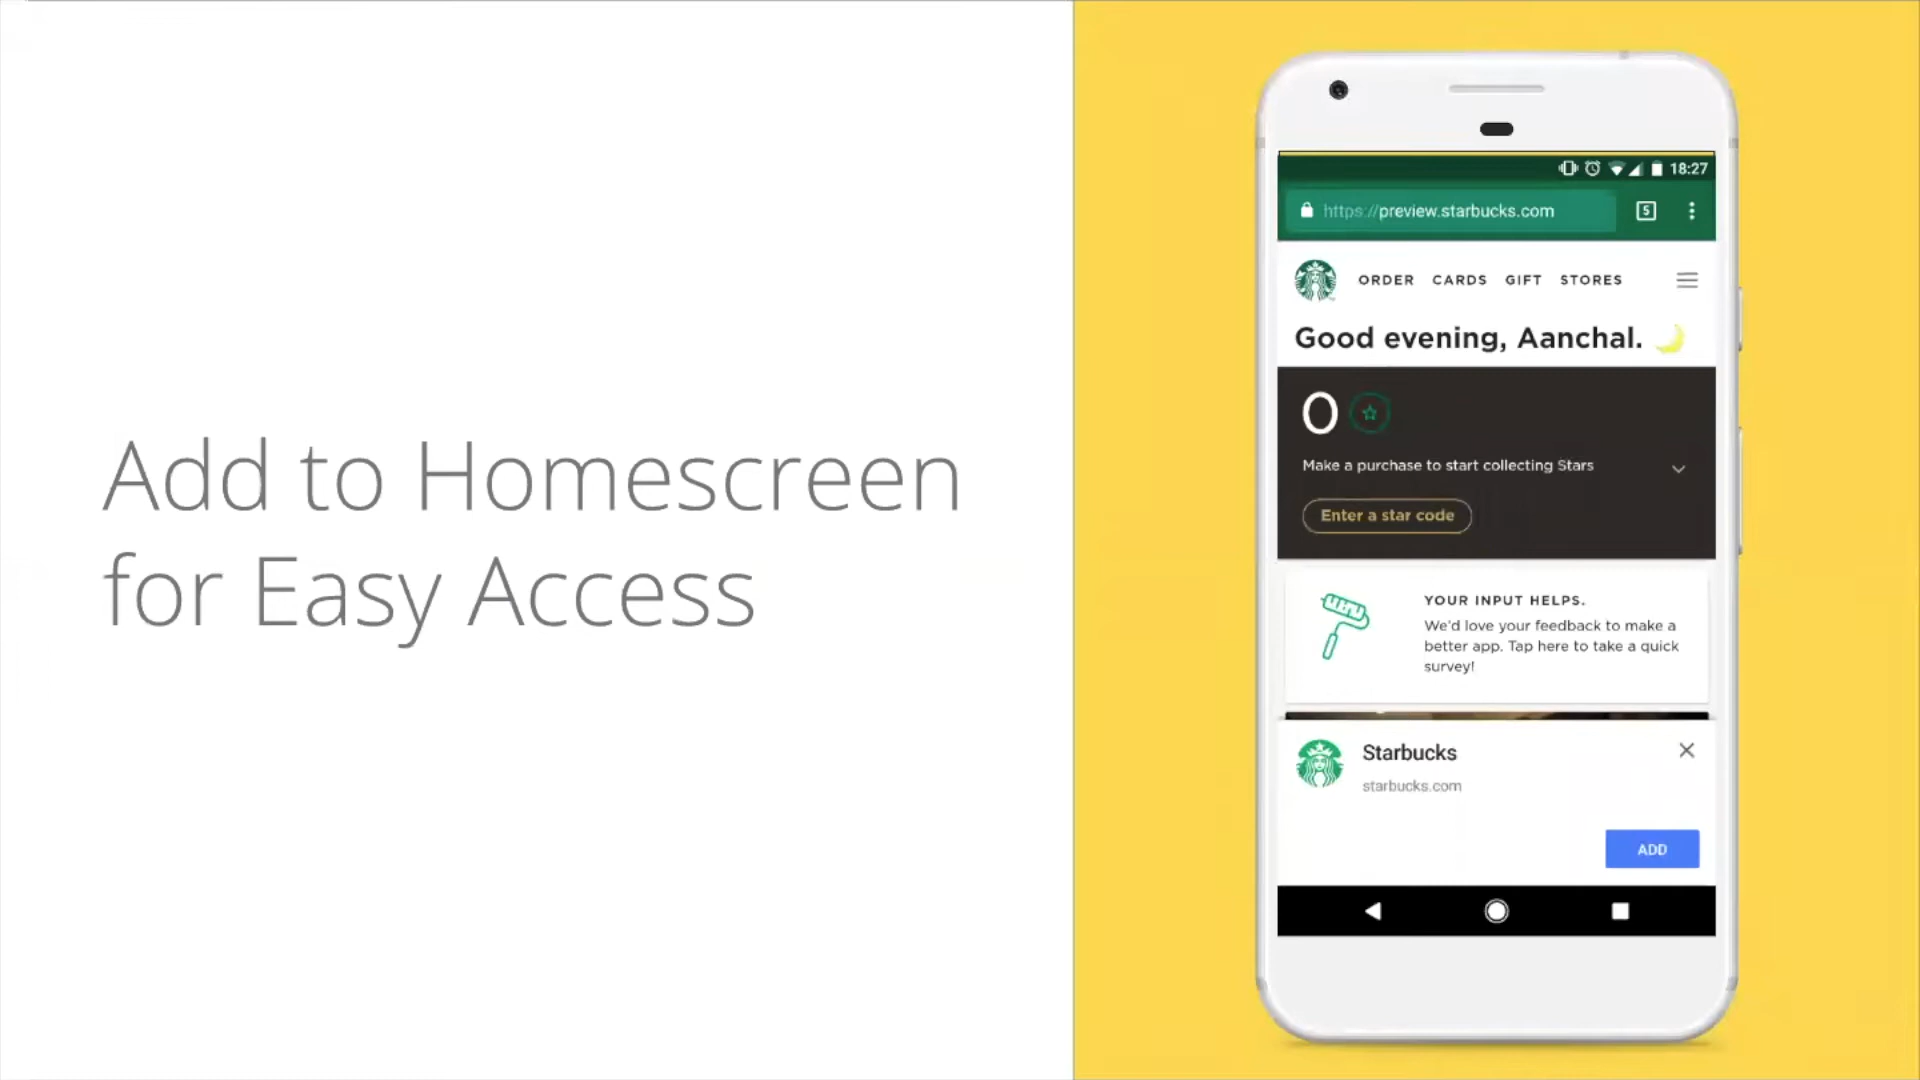 Add to Homescreen
for Easy Access
18:27
https://preview.starbucks.com
5
ORDER CARDS GIFT STORES
Good evening, Aanchal.
0
Make a purchase to start collecting Stars
Enter a star code
YOUR INPUT HELPS.
We'd love your feedback to make a
better app. Tap here to take a quick
survey!
Starbucks
starbucks.com
ADD